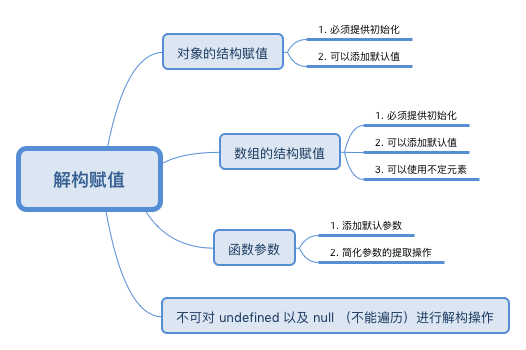 解构赋值
对象的结构赋值
1. 必须提供初始化
2. 可以添加默认值
数组的结构赋值
1. 必须提供初始化
2. 可以添加默认值
3. 可以使用不定元素
函数参数
1. 添加默认参数
2. 简化参数的提取操作
不可对 undefined 以及 null （不能遍历）进行解构操作